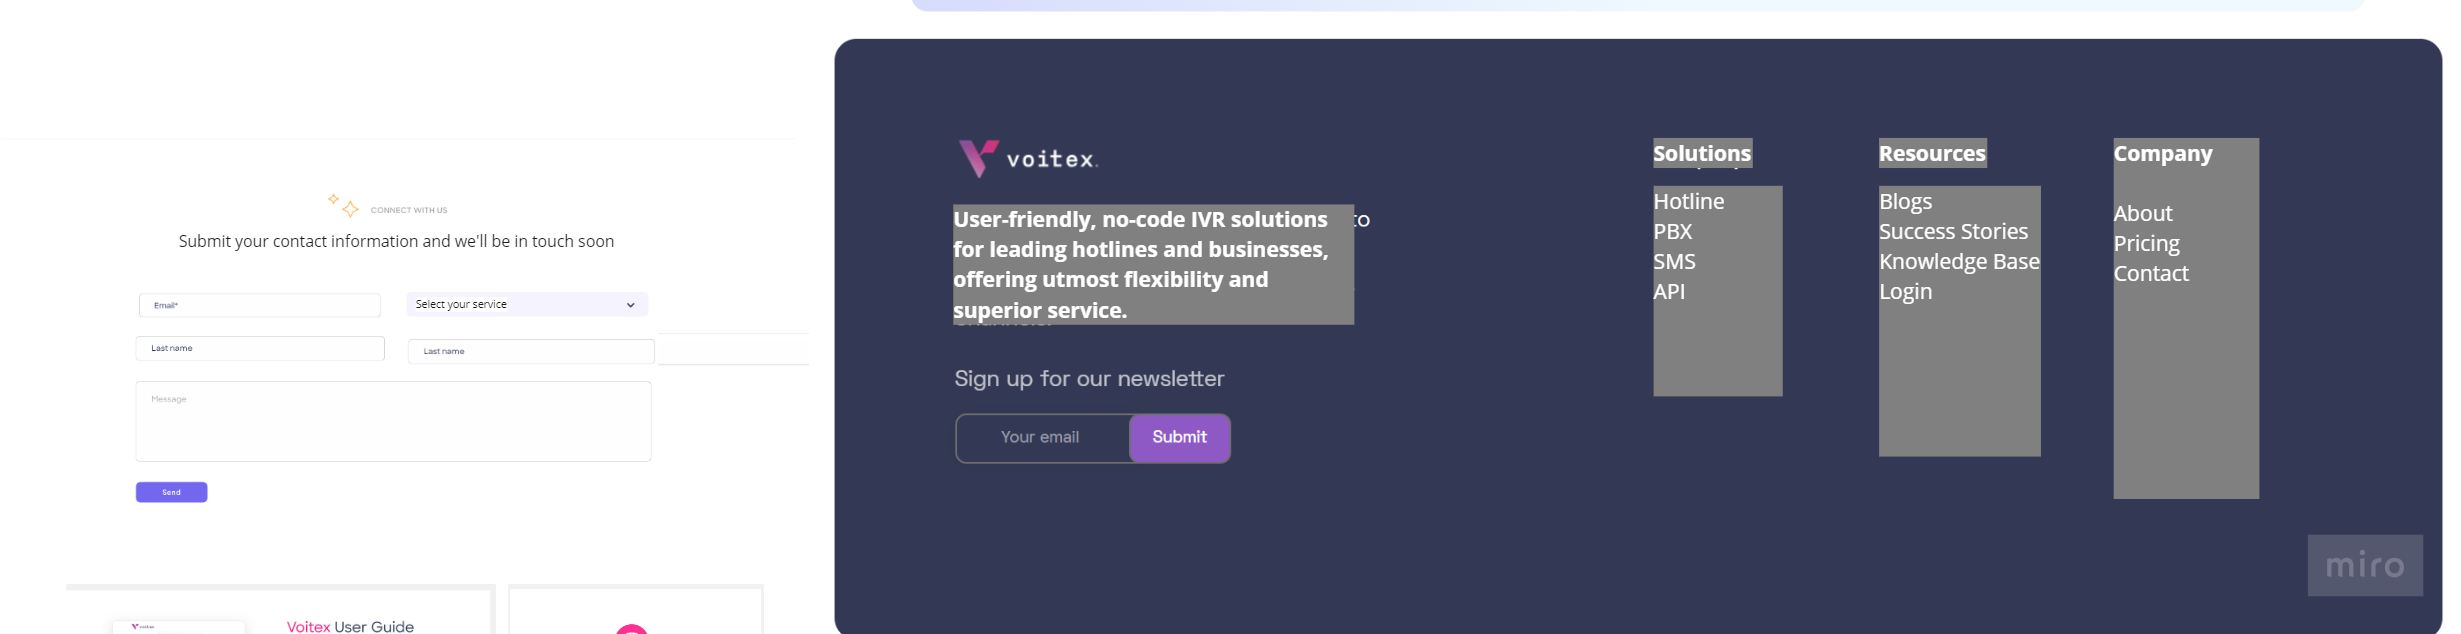 CONNECT WITH US
Submit your contact information and we'll be in touch soon
Email*
Select your service
Last name
Last name
Message
Send
Voitex User Guide
voitex.
User-friendly, no-code IVR solutions
to
for leading hotlines and businesses,
offering utmost flexibility and
superior service.
Sign up for our newsletter
Your email
Submit
Solutions
Hotline
PBX
SMS
API
Resources
Blogs
Success Stories
Knowledge Base
Login
Company
About
Pricing
Contact
miro